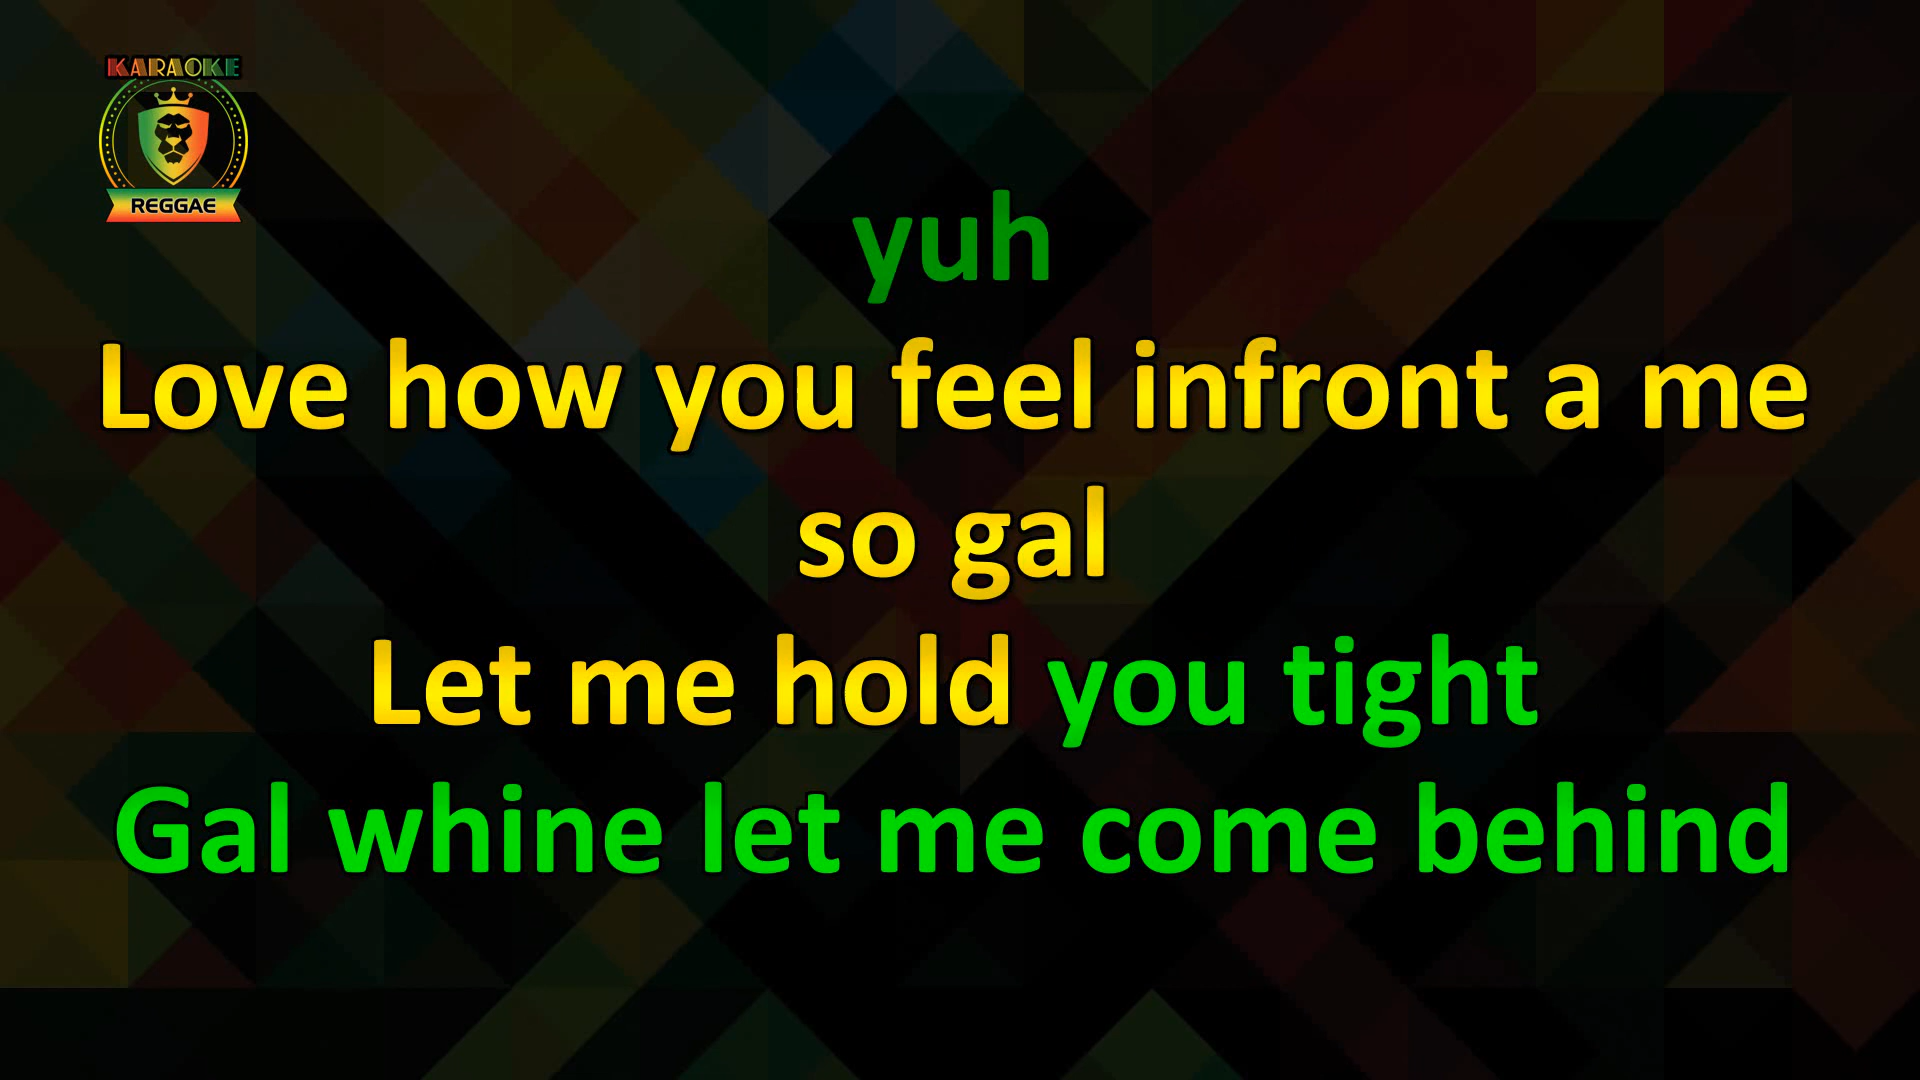 KARAOKE
REGGAE
yuh
Love how you feel infront a me
so gal
Let me hold you tight
Gal whine let me come behind